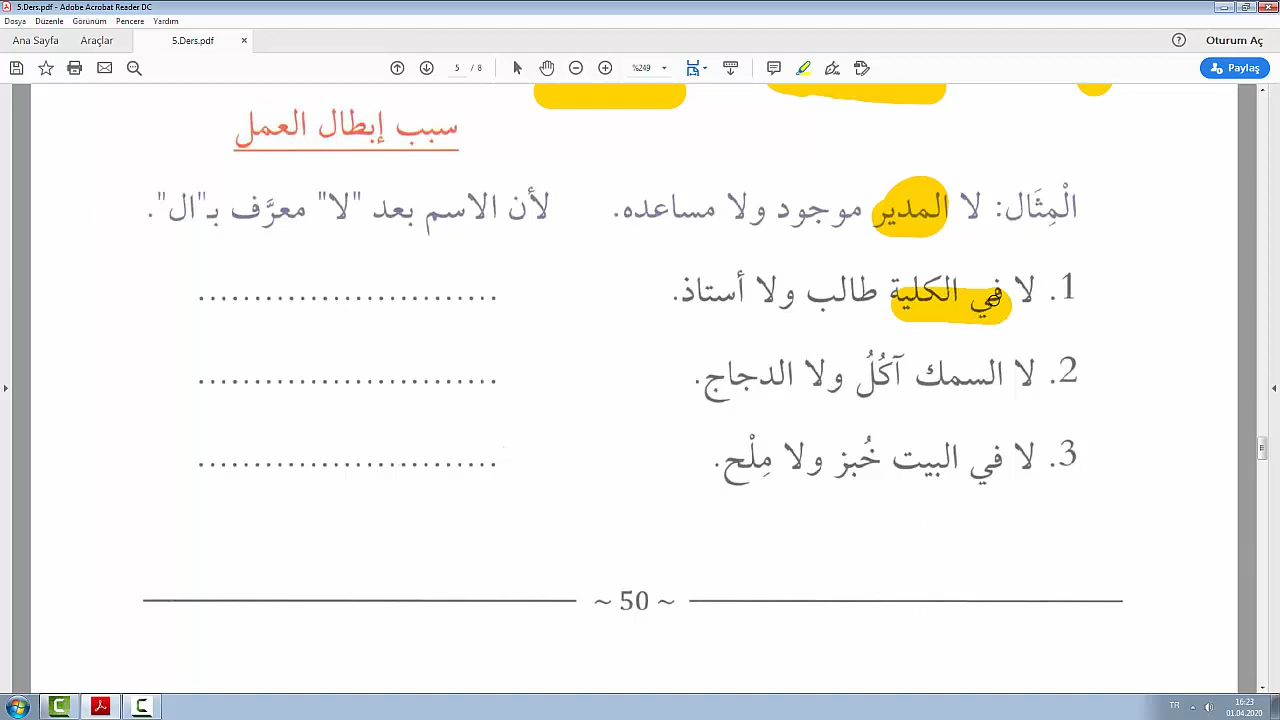 5.Ders.pdf - Adobe Acrobat Reader DC
Dosya Düzenle Görünüm Pencere Yardım
Ana Sayfa Araçlar 5.Ders.pdf × Oturum Aç
5 / 8 %249 Paylaş
سبب إبطال العمل
الْمِثَال: لا المدير موجود ولا مساعده. لأن الاسم بعد "لا" معرَّف بـ"ال".
1. لا في الكلية طالب ولا أستاذ. ...........................
2. لا السمك آكُلُ ولا الدجاج. ...........................
3. لا في البيت خُبز ولا مِلْح. ...........................
~ 50 ~
TR 16:23
01.04.2020